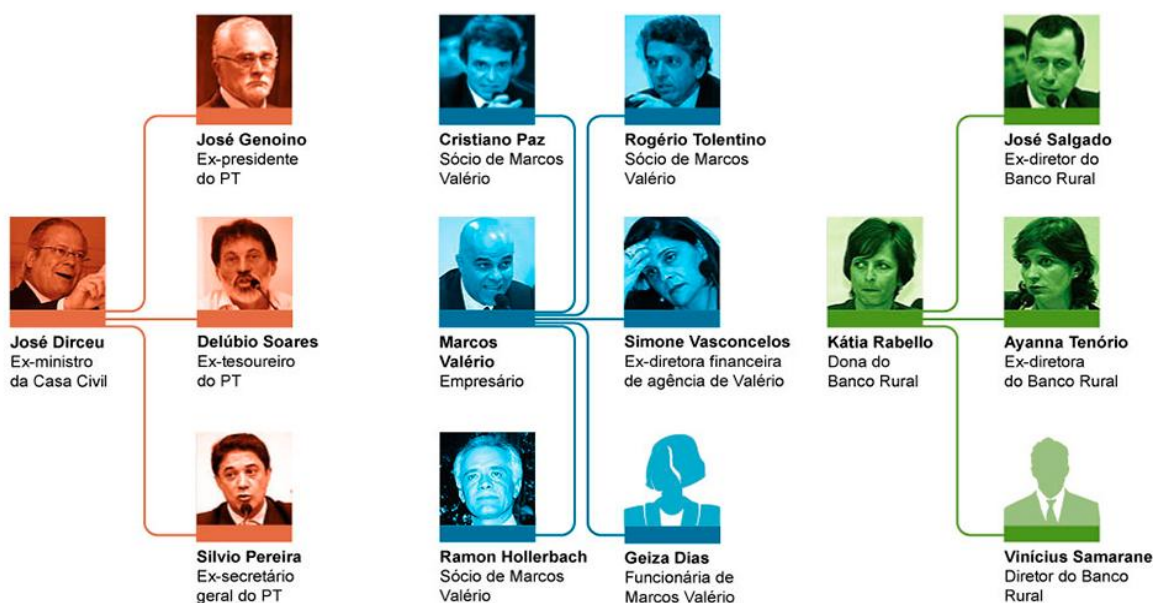 José Genoino
Ex-presidente
do PT
José Dirceu
Ex-ministro
da Casa Civil
Delúbio Soares
Ex-tesoureiro
do PT
Silvio Pereira
Ex-secretário
geral do PT
Cristiano Paz
Sócio de Marcos
Valério
Rogério Tolentino
Sócio de Marcos
Valério
Marcos
Valério
Empresário
Simone Vasconcelos
Ex-diretora financeira
de agência de Valério
Ramon Hollerbach
Sócio de Marcos
Valério
Geiza Dias
Funcionária de
Marcos Valério
José Salgado
Ex-diretor do
Banco Rural
Kátia Rabello
Dona do
Banco Rural
Ayanna Tenório
Ex-diretora
do Banco Rural
Vinícius Samarane
Diretor do Banco
Rural